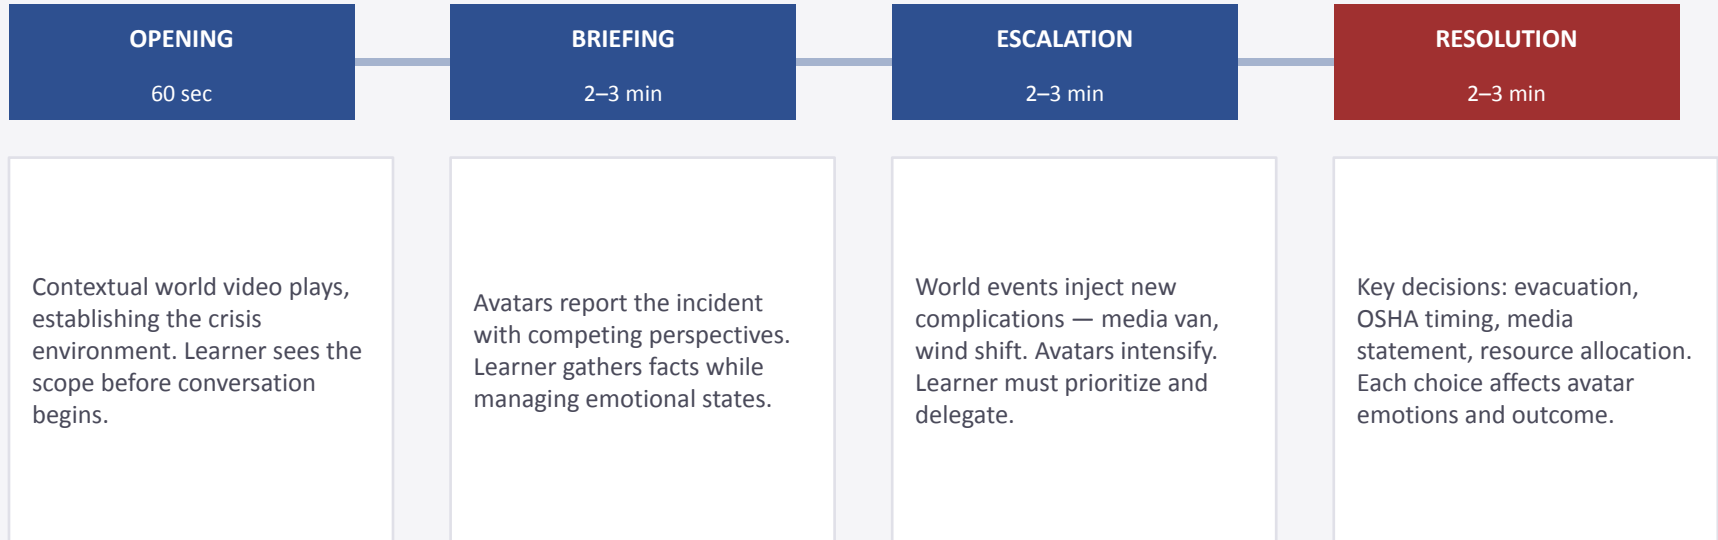 OPENING
60 sec
BRIEFING
2–3 min
ESCALATION
2–3 min
RESOLUTION
2–3 min
Contextual world video plays,
establishing the crisis
environment. Learner sees the
scope before conversation
begins.
Avatars report the incident
with competing perspectives.
Learner gathers facts while
managing emotional states.
World events inject new
complications — media van,
wind shift. Avatars intensify.
Learner must prioritize and
delegate.
Key decisions: evacuation,
OSHA timing, media
statement, resource allocation.
Each choice affects avatar
emotions and outcome.